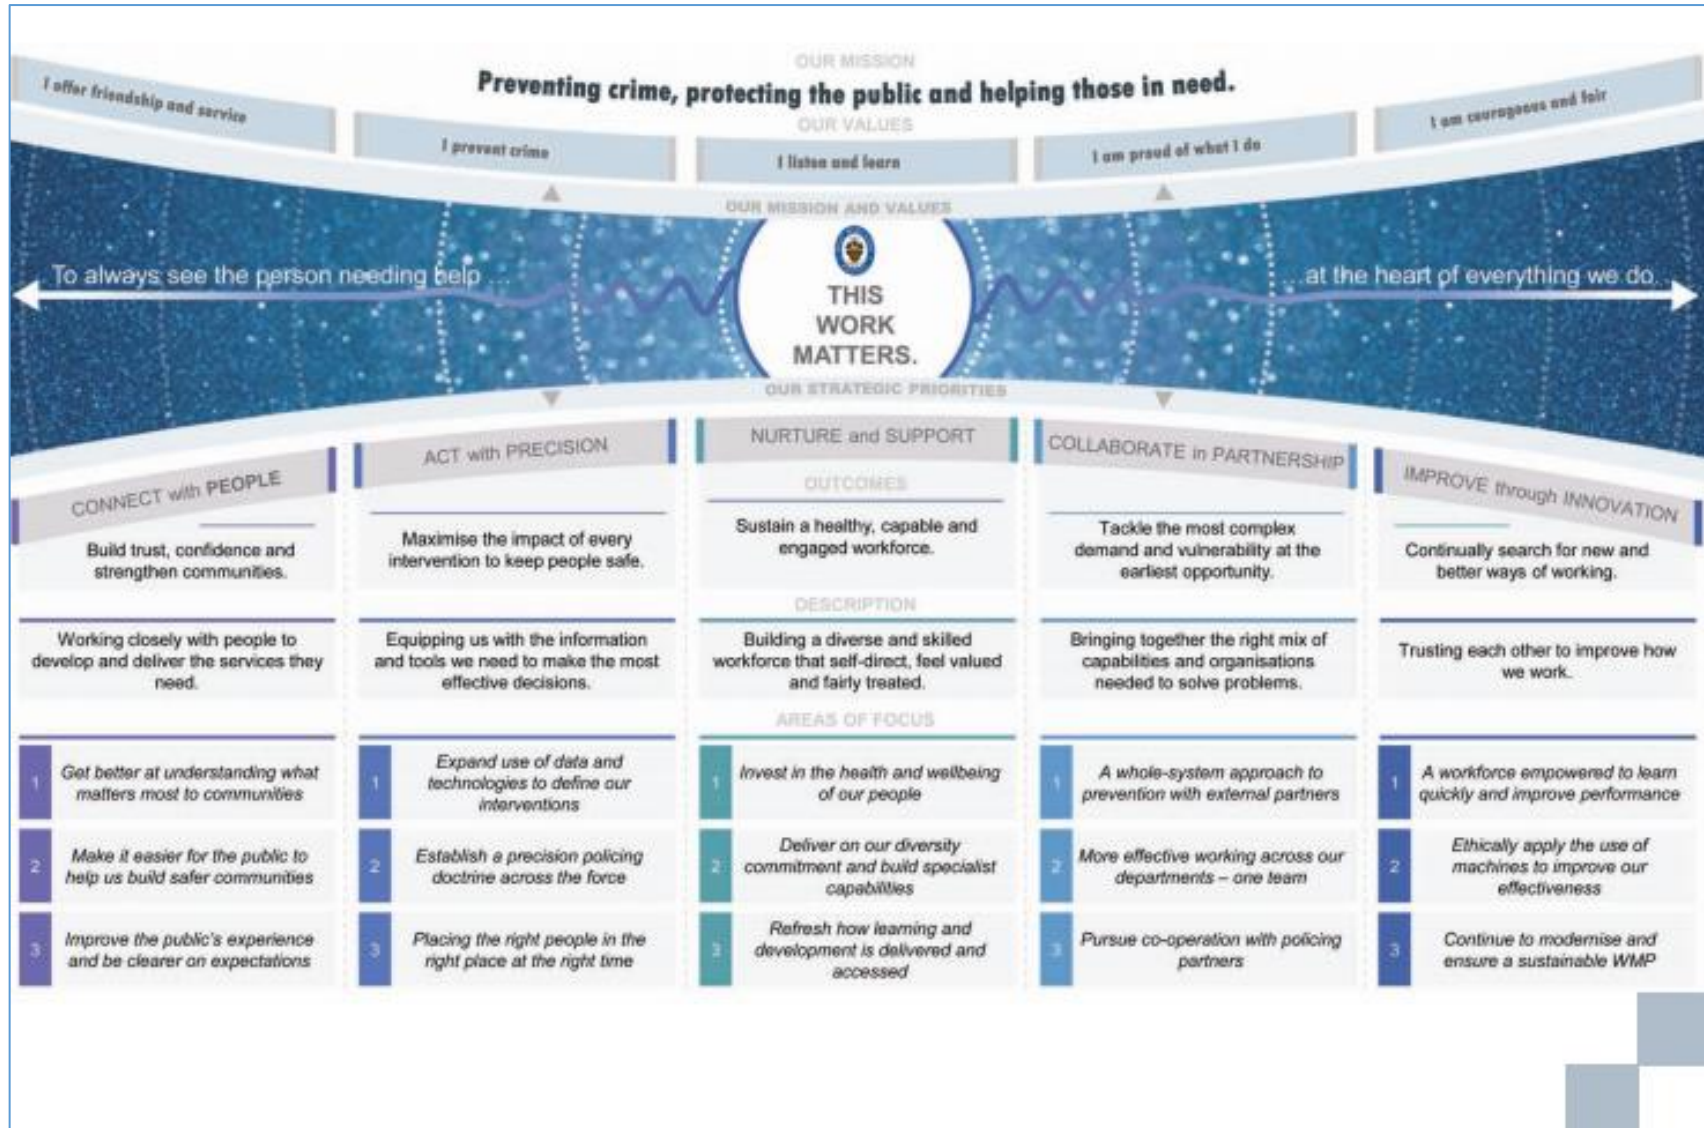 OUR MISSION
Preventing crime, protecting the public and helping those in need.
OUR VALUES
I offer friendship and service
I prevent crime
I listen and learn
I am proud of what I do
I am courageous and fair
OUR MISSION AND VALUES
To always see the person needing help ...
THIS
WORK
MATTERS.
...at the heart of everything we do.
OUR STRATEGIC PRIORITIES
CONNECT with PEOPLE
ACT with PRECISION
NURTURE and SUPPORT
COLLABORATE in PARTNERSHIP
IMPROVE through INNOVATION
OUTCOMES
Build trust, confidence and
strengthen communities.
Maximise the impact of every
intervention to keep people safe.
Sustain a healthy, capable and
engaged workforce.
Tackle the most complex
demand and vulnerability at the
earliest opportunity.
Continually search for new and
better ways of working.
DESCRIPTION
Working closely with people to
develop and deliver the services they
need.
Equipping us with the information
and tools we need to make the most
effective decisions.
Building a diverse and skilled
workforce that self-direct, feel valued
and fairly treated.
Bringing together the right mix of
capabilities and organisations
needed to solve problems.
Trusting each other to improve how
we work.
AREAS OF FOCUS
1
Get better at understanding what
matters most to communities
1
Expand use of data and
technologies to define our
interventions
1
Invest in the health and wellbeing
of our people
1
A whole-system approach to
prevention with external partners
1
A workforce empowered to learn
quickly and improve performance
2
Make it easier for the public to
help us build safer communities
2
Establish a precision policing
doctrine across the force
2
Deliver on our diversity
commitment and build specialist
capabilities
2
More effective working across our
departments – one team
2
Ethically apply the use of
machines to improve our
effectiveness
3
Improve the public's experience
and be clearer on expectations
3
Placing the right people in the
right place at the right time
3
Refresh how learning and
development is delivered and
accessed
3
Pursue co-operation with policing
partners
3
Continue to modernise and
ensure a sustainable WMP